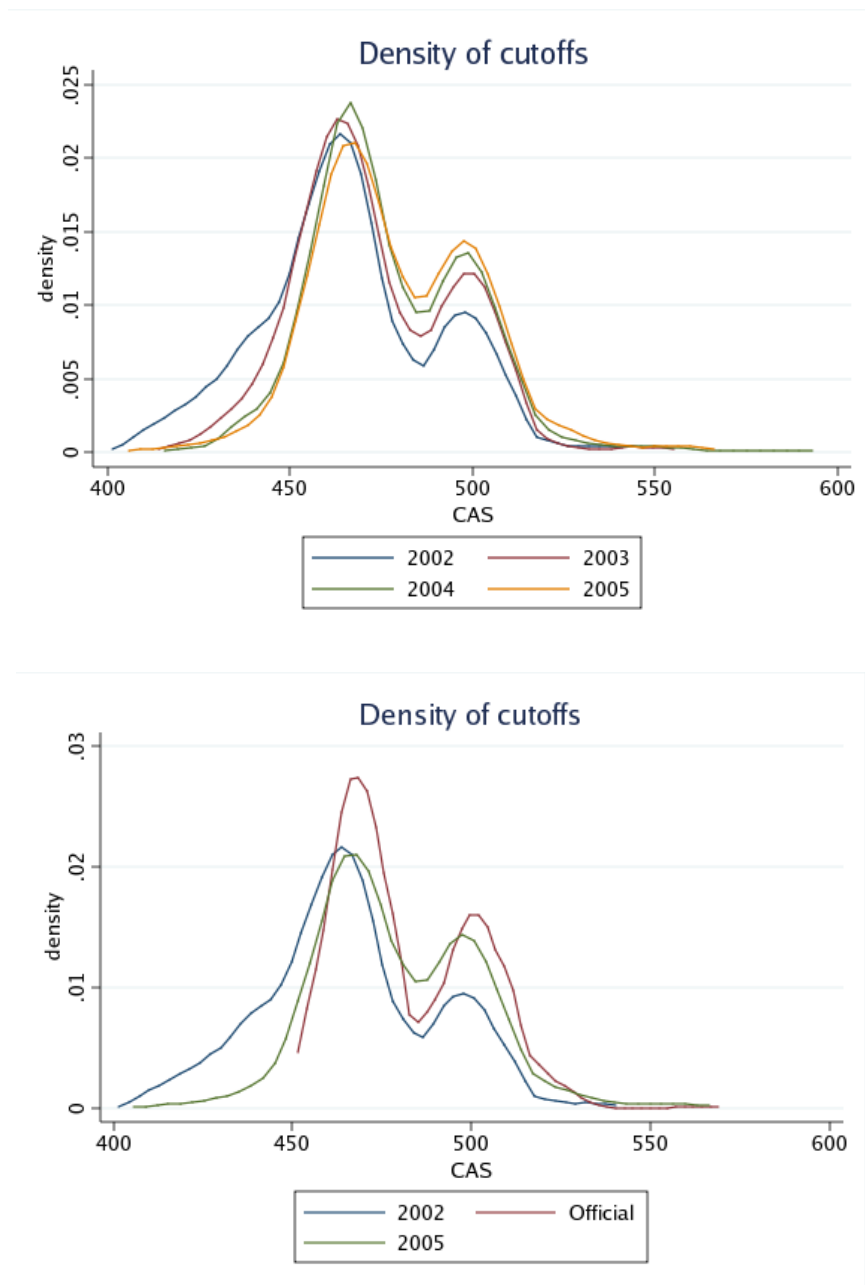 Density of cutoffs
.025
.02
.015
.01
.005
0
density
400 450 500 550 600
CAS
2002 2003
2004 2005
Density of cutoffs
.03
.02
.01
0
density
400 450 500 550 600
CAS
2002 Official
2005